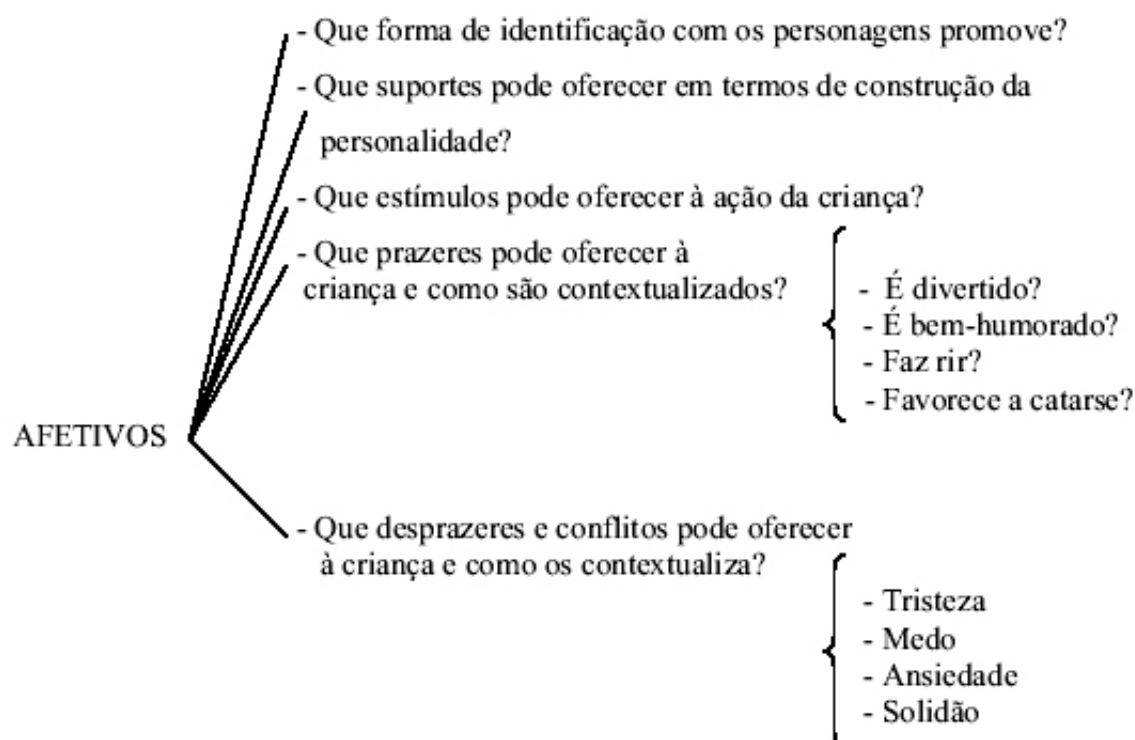 - Que forma de identificação com os personagens promove?
- Que suportes pode oferecer em termos de construção da
personalidade?
- Que estímulos pode oferecer à ação da criança?
- Que prazeres pode oferecer à
criança e como são contextualizados?
- É divertido?
- É bem-humorado?
- Faz rir?
- Favorece a catarse?
AFETIVOS
- Que desprazeres e conflitos pode oferecer
à criança e como os contextualiza?
- Tristeza
- Medo
- Ansiedade
- Solidão